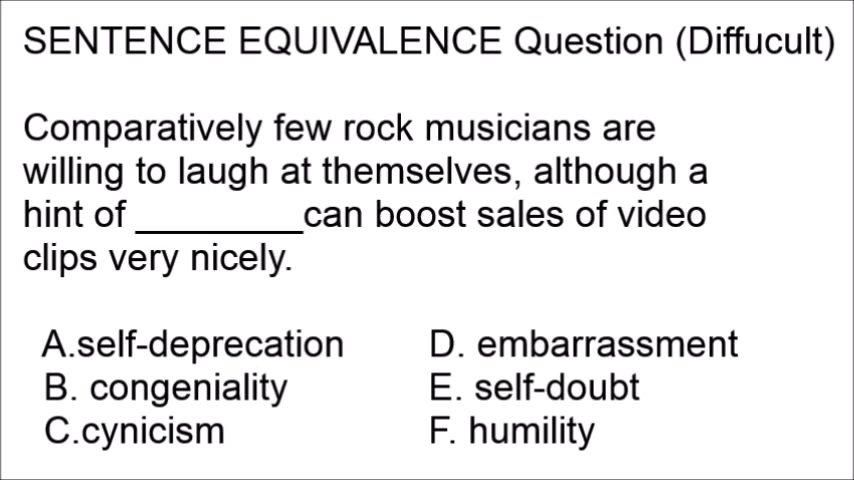 SENTENCE EQUIVALENCE Question (Diffucult)
Comparatively few rock musicians are
willing to laugh at themselves, although a
hint of _________can boost sales of video
clips very nicely.
A.self-deprecation D. embarrassment
B. congeniality E. self-doubt
C.cynicism F. humility